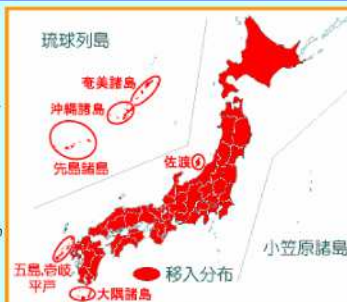 琉球列島
奄美諸島
沖縄諸島
先島諸島
佐渡
小笠原諸島
五島,壱岐,
平戸
移入分布
大隅諸島